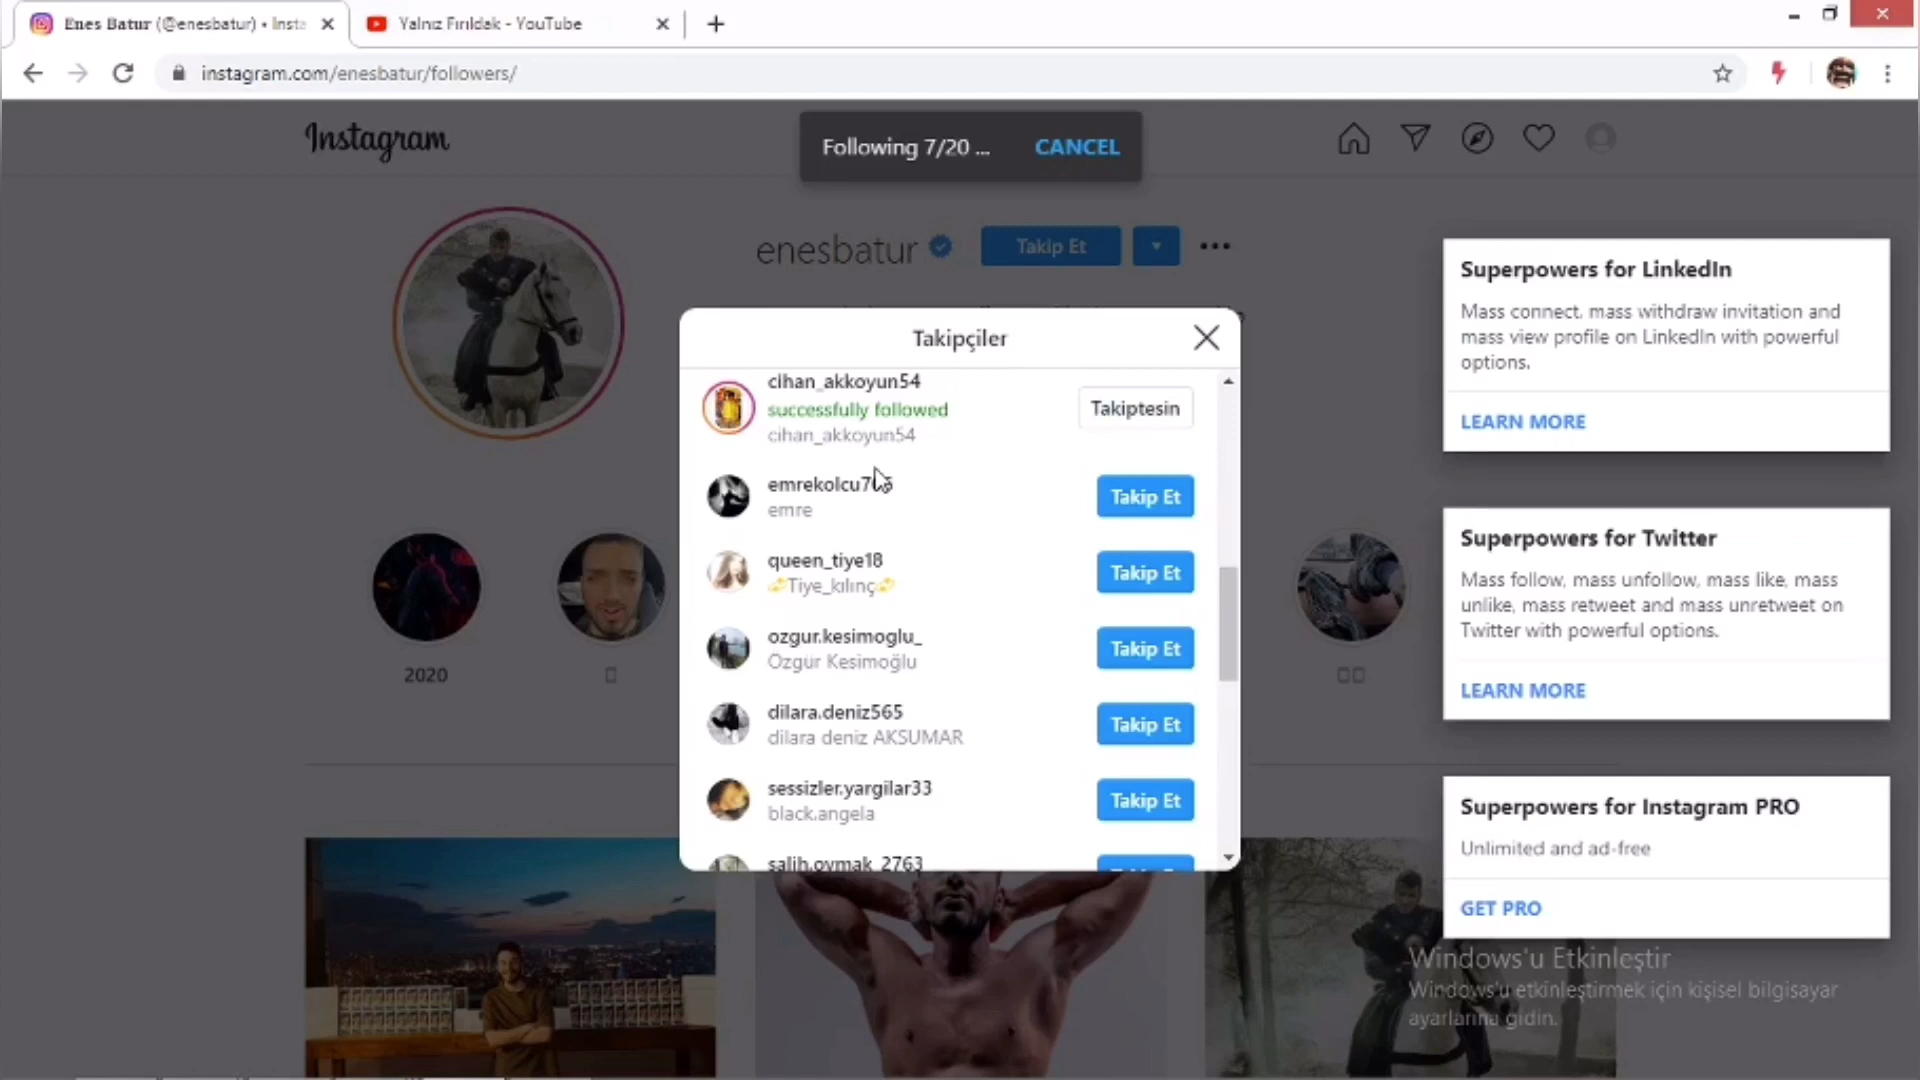 Enes Batur (@enesbatur) • Insta
Yalnız Fırıldak - YouTube
instagram.com/enesbatur/followers/
Instagram
Following 7/20 ...
CANCEL
enesbatur
Takip Et
Takipçiler
cihan_akkoyun54
successfully followed
cihan_akkoyun54
Takiptesin
emre
Takip Et
queen_tiye18
Tiye_kılınç
Takip Et
ozgur.kesimoglu_
Özgür Kesimoğlu
Takip Et
dilara.deniz565
dilara deniz AKSUMAR
Takip Et
sessizler.yargilar33
black.angela
Takip Et
salih.oymak_2763
2020
Superpowers for LinkedIn
Mass connect, mass withdraw invitation and
mass view profile on LinkedIn with powerful
options.
LEARN MORE
Superpowers for Twitter
Mass follow, mass unfollow, mass like, mass
unlike, mass retweet and mass unretweet on
Twitter with powerful options.
LEARN MORE
Superpowers for Instagram PRO
Unlimited and ad-free
GET PRO
Windows'u Etkinleştir
Windows'u etkinleştirmek için kişisel bilgisayar
ayarlarına gidin.